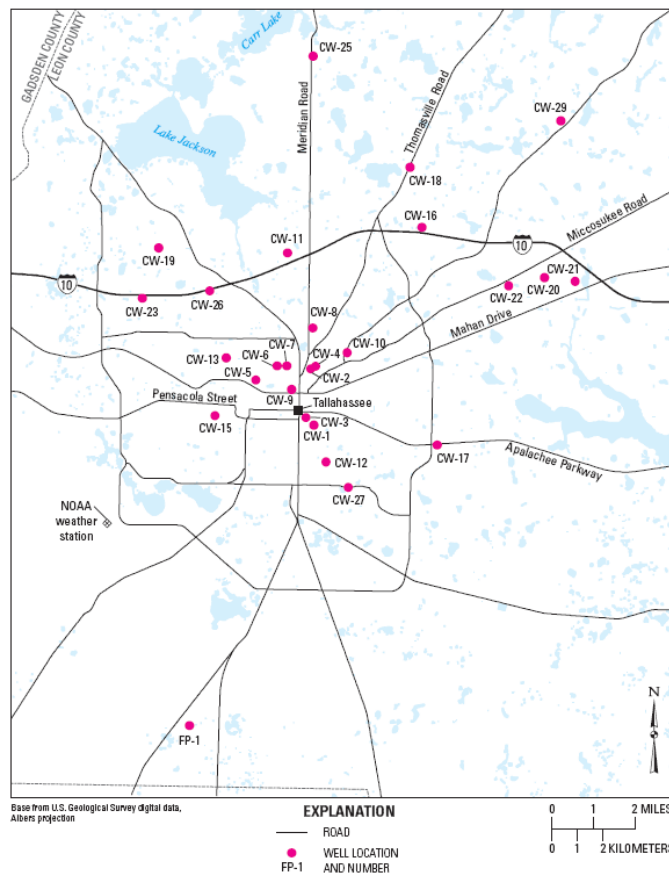 GADSDEN COUNTY
LEON COUNTY
Carr Lake
CW-25
Meridian Road
Thomasville Road
CW-29
Lake Jackson
CW-18
CW-16
Miccosukee Road
CW-11
10
CW-19
CW-21
10
CW-20
CW-26
CW-22
CW-23
Mahan Drive
CW-8
CW-7
CW-10
CW-13
CW-6
CW-4
CW-5
CW-2
CW-9
Pensacola Street
Tallahassee
CW-15
CW-3
CW-1
CW-17
Apalachee Parkway
CW-12
CW-27
NOAA
weather
station
N
FP-1
Base from U.S. Geological Survey digital data,
Albers projection
EXPLANATION
ROAD
WELL LOCATION
FP-1 AND NUMBER
0 1 2 MILES
0 1 2 KILOMETERS